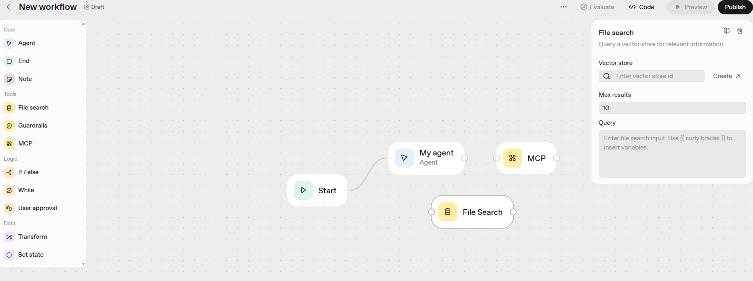 New workflow
Draft
Evaluate
Code
Preview
Publish
Core
Agent
End
Note
Tools
File search
Guardrails
MCP
Logic
If / else
While
User approval
Data
Transform
Set state
Start
My agent
Agent
MCP
File Search
File search
Query a vector store for relevant information
Vector store
Enter vector store id
Create
Max results
10
Query
Enter file search input. Use {{ curly braces }} to
insert variables.